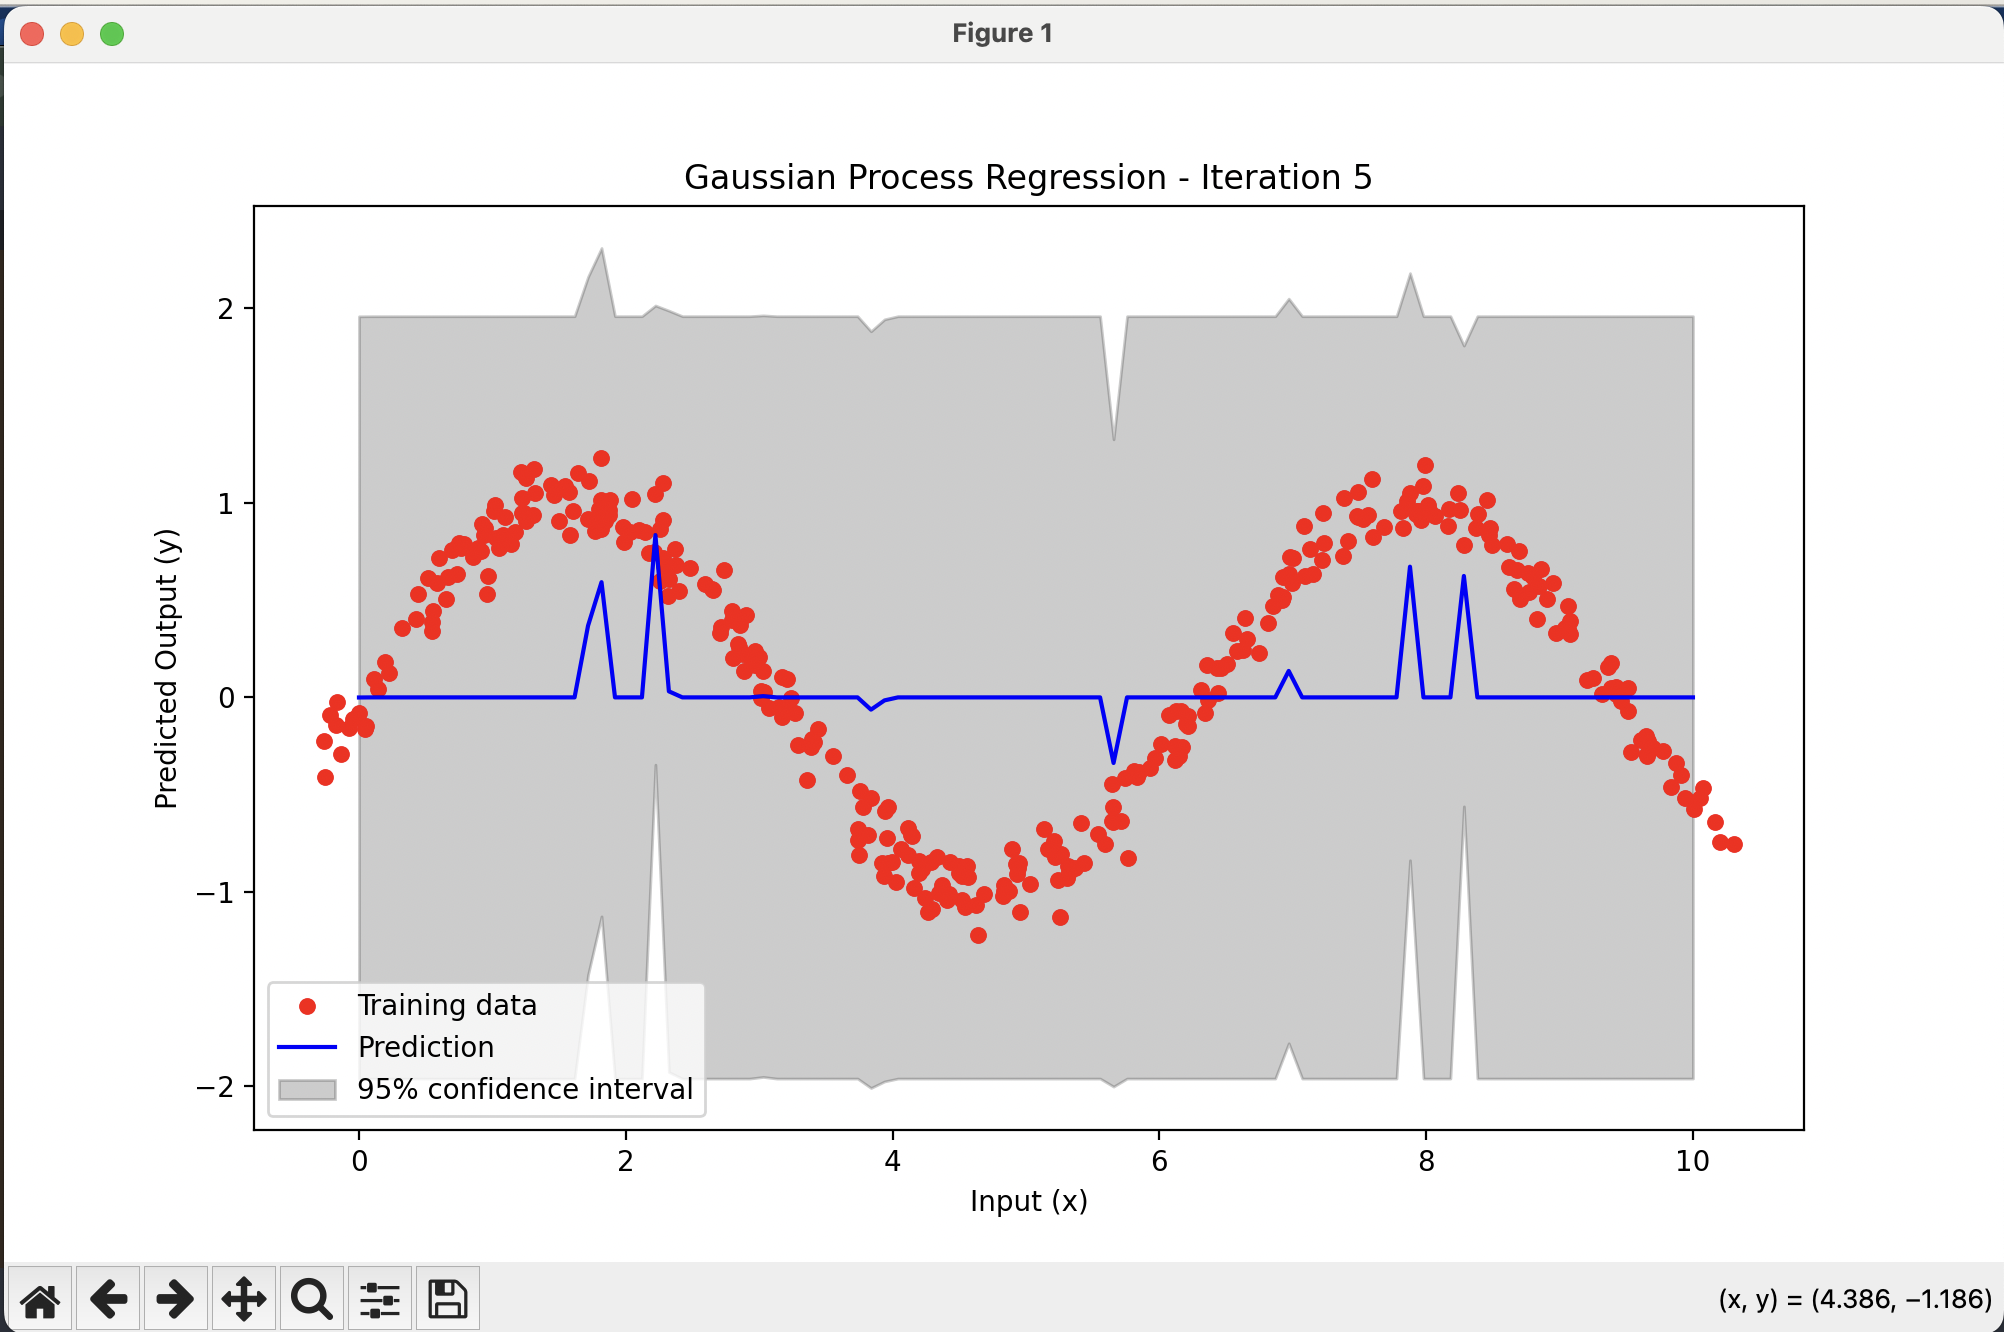 Figure 1
Gaussian Process Regression - Iteration 5
Predicted Output (y)
2
1
0
−1
−2
Training data
Prediction
95% confidence interval
0 2 4 6 8 10
Input (x)
(x, y) = (4.386, −1.186)